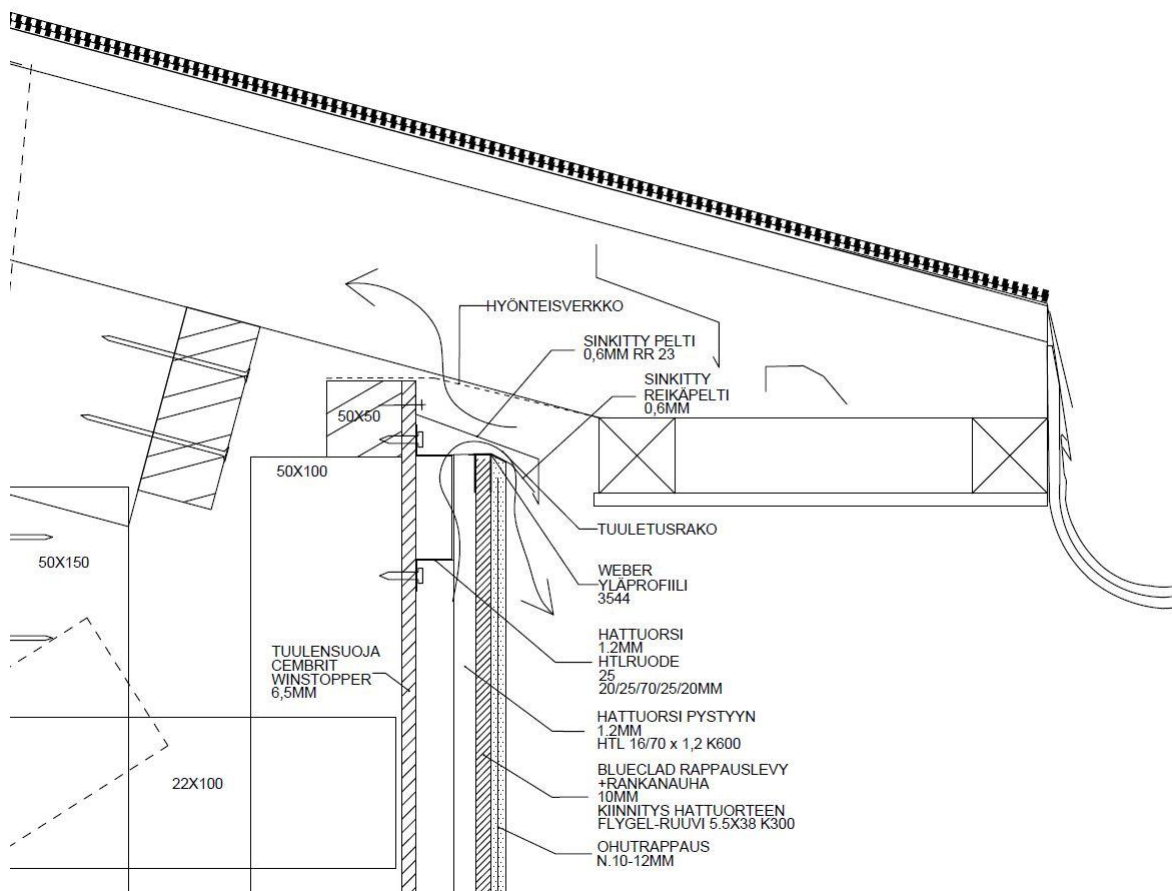 HYÖNTEISVERKKO
SINKITTY PELTI
0,6MM RR 23
SINKITTY
REIKÄPELTI
0,6MM
50X50
50X100
TUULETUSRAKO
50X150
WEBER
YLÄPROFIILI
3544
HATTUORSI
1.2MM
HTLRUODE
25
20/25/70/25/20MM
TUULENSUOJA
CEMBRIT
WINSTOPPER
6,5MM
HATTUORSI PYSTYYN
1.2MM
HTL 16/70 x 1,2 K600
22X100
BLUECLAD RAPPAUSLEVY
+RANKANAUHA
10MM
KIINNITYS HATTUORTEEN
FLYGEL-RUUVI 5.5X38 K300
OHUTRAPPAUS
N.10-12MM